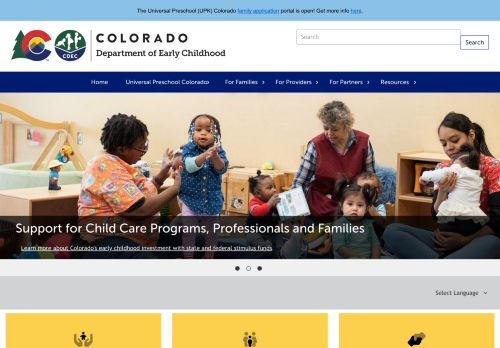 The Universal Preschool (UPK) Colorado family application portal is open! Get more info here.
COLORADO
Department of Early Childhood
CDEC
Search
Search
Home
Universal Preschool Colorado
For Families
For Providers
For Partners
Resources
Support for Child Care Programs, Professionals and Families
Learn more about Colorado's early childhood investment with state and federal stimulus funds
Select Language